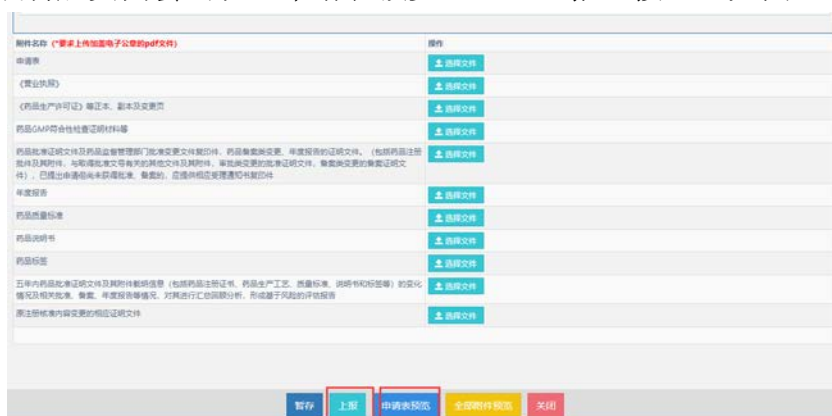 附件名称 (*要求上传加盖电子公章的pdf文件)
操作
申请表
选择文件
《营业执照》
选择文件
《药品生产许可证》等正本、副本及变更页
选择文件
药品GMP符合性检查证明材料等
选择文件
药品批准证明文件及药品监督管理部门批准变更文件复印件、药品备案类变更、年度报告的证明文件。（包括药品注册
批件及其附件、与取得批准文号有关的其他文件及其附件、审批类变更的批准证明文件、备案类变更的备案证明文
件）、已提出申请但尚未获得批准、备案的，应提供相应受理通知书复印件
选择文件
年度报告
选择文件
药品质量标准
选择文件
药品说明书
选择文件
药品标签
选择文件
五年内药品批准证明文件及其附件载明信息（包括药品注册证书、药品生产工艺、质量标准、说明书和标签等）的变化
情况及相关批准、备案、年度报告等情况，对其进行汇总回顾分析，形成基于风险的评估报告
选择文件
原注册核准内容变更的相应证明文件
选择文件
暂存
上报
申请表预览
全部附件预览
关闭